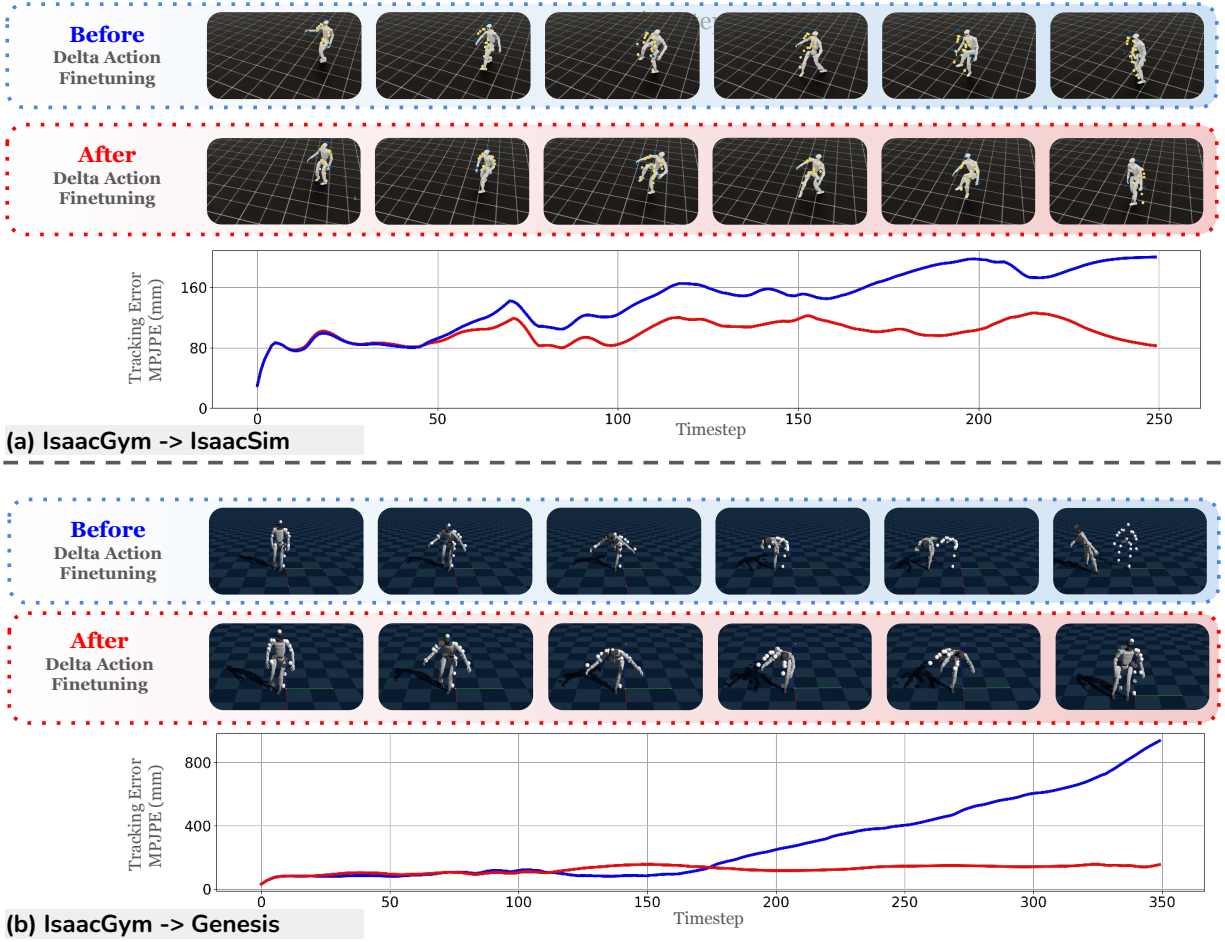 Before
Delta Action
Finetuning
After
Delta Action
Finetuning
Tracking Error
MPJPE (mm)
160
80
0
0 50 100 150 200 250
Timestep
(a) IsaacGym -> IsaacSim
Before
Delta Action
Finetuning
After
Delta Action
Finetuning
Tracking Error
MPJPE (mm)
800
400
0
0 50 100 150 200 250 300 350
Timestep
(b) IsaacGym -> Genesis